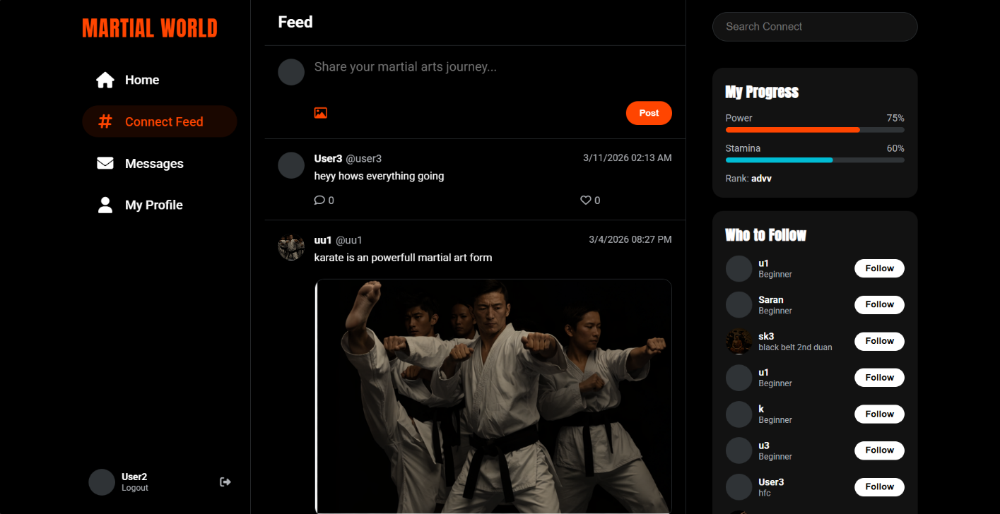 MARTIAL WORLD
Home
Connect Feed
Messages
My Profile
User2
Logout
Feed
Share your martial arts journey...
Post
User3 @user3 3/11/2026 02:13 AM
heyy hows everything going
0 0
uu1 @uu1 3/4/2026 08:27 PM
karate is an powerfull martial art form
Search Connect
My Progress
Power 75%
Stamina 60%
Rank: advv
Who to Follow
u1
Beginner
Follow
Saran
Beginner
Follow
sk3
black belt 2nd duan
Follow
u1
Beginner
Follow
k
Beginner
Follow
u3
Beginner
Follow
User3
hfc
Follow